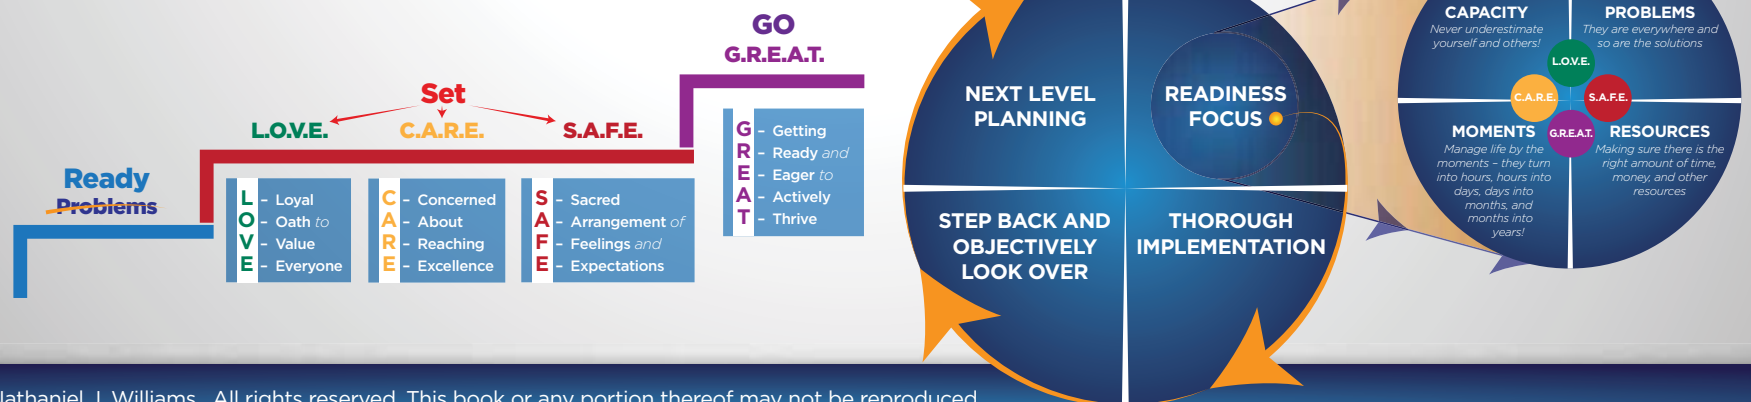 GO
G.R.E.A.T.
Set
L.O.V.E.
C.A.R.E.
S.A.F.E.
Ready
Problems
L – Loyal
O – Oath to
V – Value
E – Everyone
C – Concerned
A – About
R – Reaching
E – Excellence
S – Sacred
A – Arrangement of
F – Feelings and
E – Expectations
G – Getting
R – Ready and
E – Eager to
A – Actively
T – Thrive
NEXT LEVEL
PLANNING
READINESS
FOCUS
STEP BACK AND
OBJECTIVELY
LOOK OVER
THOROUGH
IMPLEMENTATION
CAPACITY
Never underestimate
yourself and others!
PROBLEMS
They are everywhere and
so are the solutions
L.O.V.E.
C.A.R.E.
S.A.F.E.
G.R.E.A.T.
MOMENTS
Manage life by the
moments – they turn
into hours, hours into
days, days into
months, and
months into
years!
RESOURCES
Making sure there is the
right amount of time,
money, and other
resources
Nathaniel J. Williams. All rights reserved. This book or any portion thereof may not be reproduced